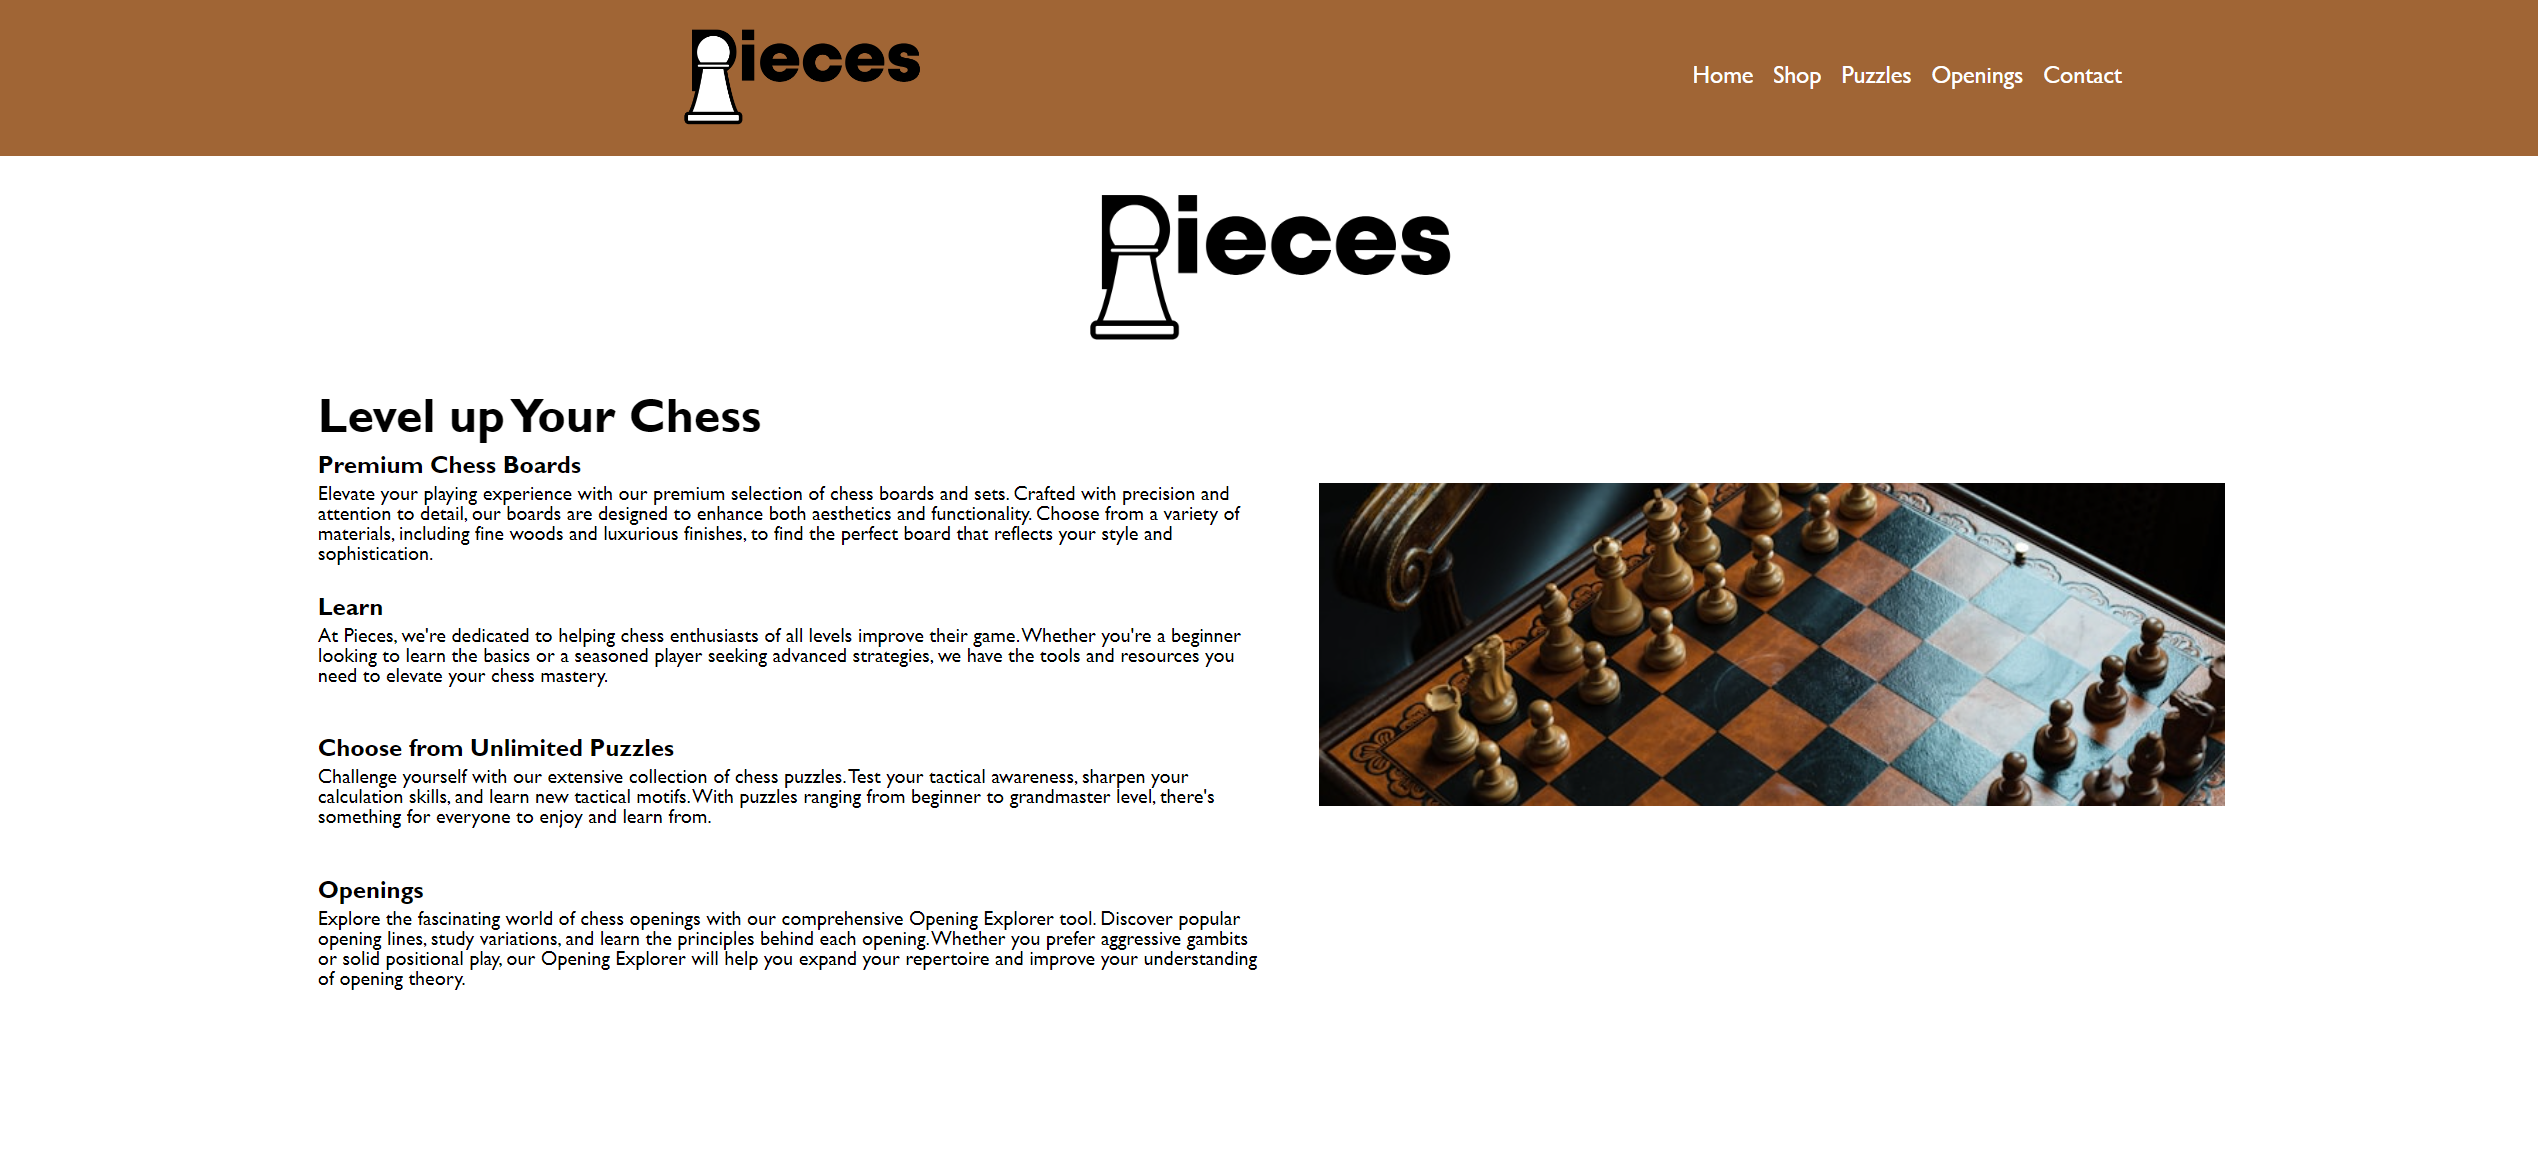 Pieces
Home Shop Puzzles Openings Contact
Pieces
Level up Your Chess
Premium Chess Boards
Elevate your playing experience with our premium selection of chess boards and sets. Crafted with precision and
attention to detail, our boards are designed to enhance both aesthetics and functionality. Choose from a variety of
materials, including fine woods and luxurious finishes, to find the perfect board that reflects your style and
sophistication.
Learn
At Pieces, we're dedicated to helping chess enthusiasts of all levels improve their game. Whether you're a beginner
looking to learn the basics or a seasoned player seeking advanced strategies, we have the tools and resources you
need to elevate your chess mastery.
Choose from Unlimited Puzzles
Challenge yourself with our extensive collection of chess puzzles. Test your tactical awareness, sharpen your
calculation skills, and learn new tactical motifs. With puzzles ranging from beginner to grandmaster level, there's
something for everyone to enjoy and learn from.
Openings
Explore the fascinating world of chess openings with our comprehensive Opening Explorer tool. Discover popular
opening lines, study variations, and learn the principles behind each opening. Whether you prefer aggressive gambits
or solid positional play, our Opening Explorer will help you expand your repertoire and improve your understanding
of opening theory.